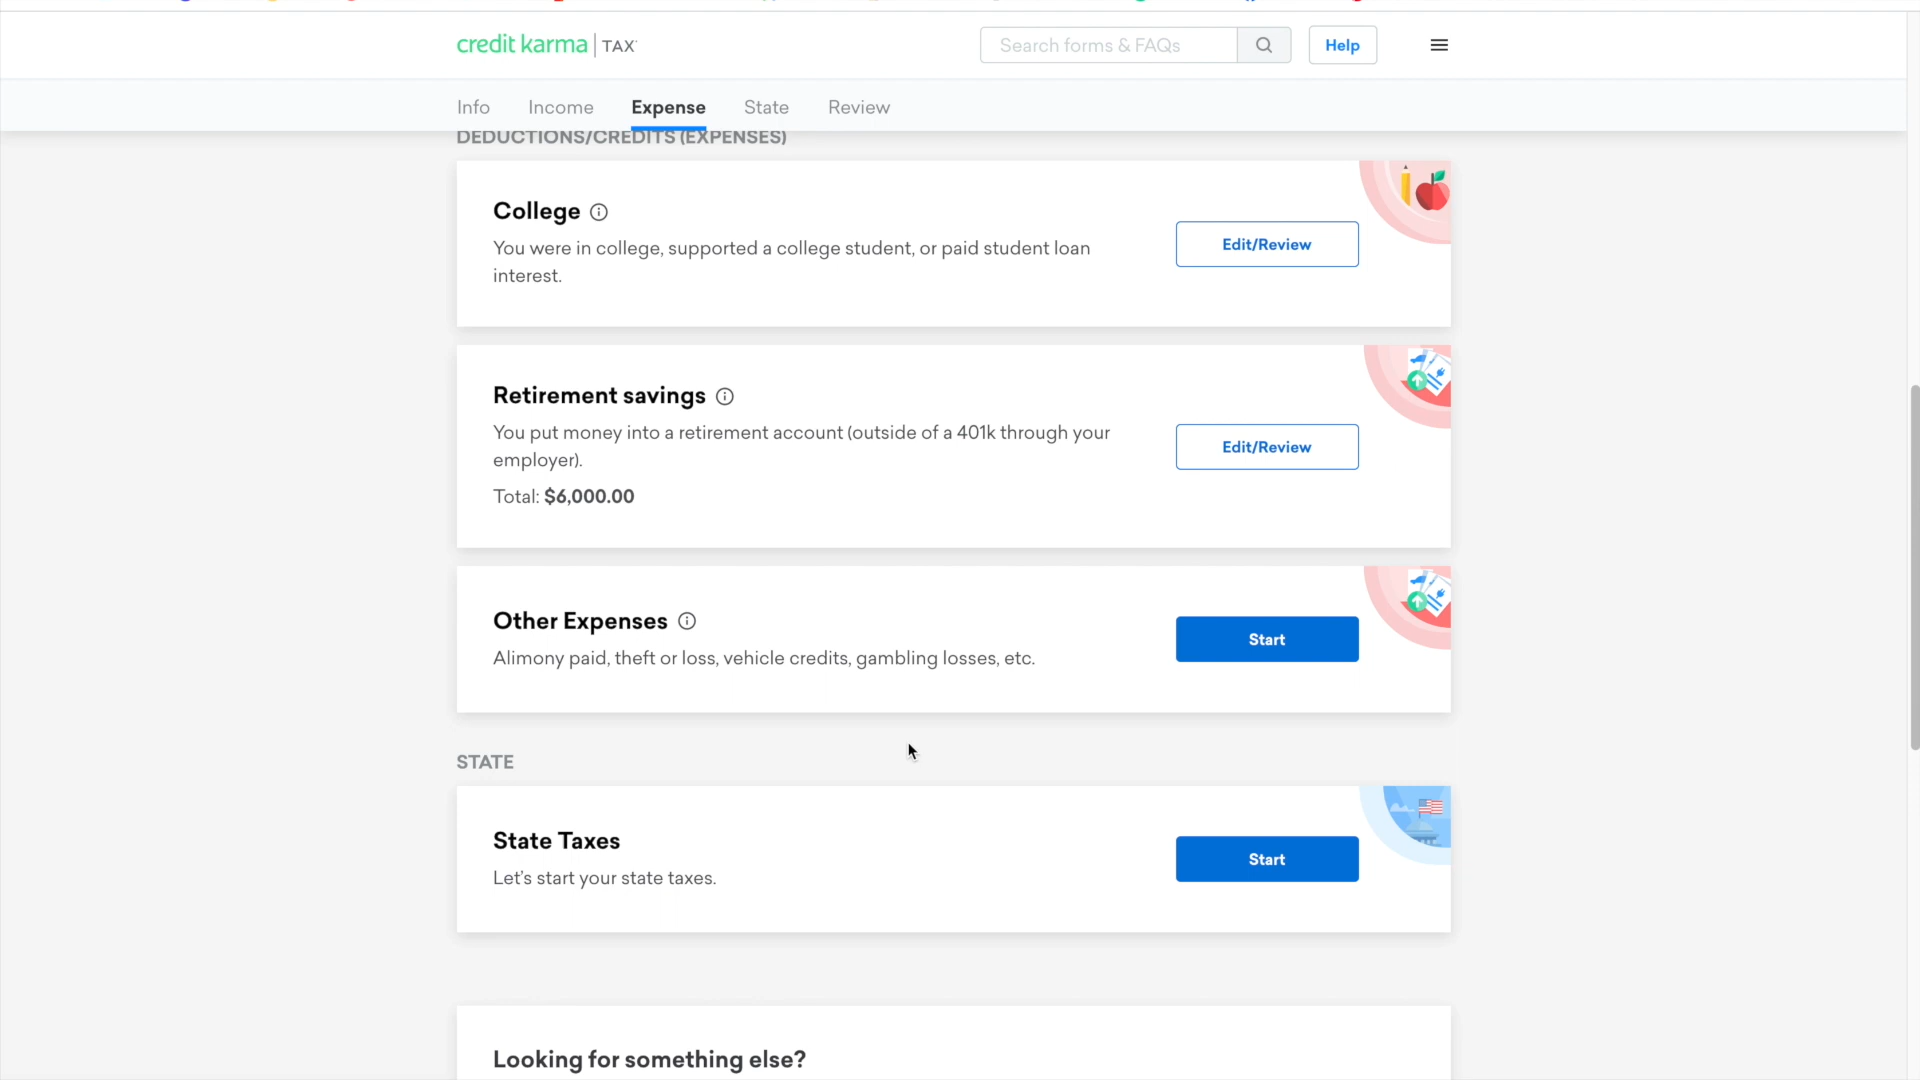 credit karma | TAX
Search forms & FAQs
Help
Info
Income
Expense
State
Review
DEDUCTIONS/CREDITS (EXPENSES)
College
You were in college, supported a college student, or paid student loan
interest.
Edit/Review
Retirement savings
You put money into a retirement account (outside of a 401k through your
employer).
Total: $6,000.00
Edit/Review
Other Expenses
Alimony paid, theft or loss, vehicle credits, gambling losses, etc.
Start
STATE
State Taxes
Let's start your state taxes.
Start
Looking for something else?